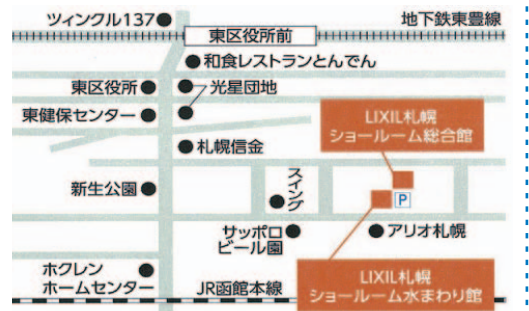 ツィンクル137
地下鉄東豊線
東区役所前
和食レストランとんでん
東区役所
光星団地
東健保センター
LIXIL札幌
ショールーム総合館
札幌信金
新生公園
スイング
P
サッポロ
ビール園
アリオ札幌
ホクレン
ホームセンター
JR函館本線
LIXIL札幌
ショールーム水まわり館